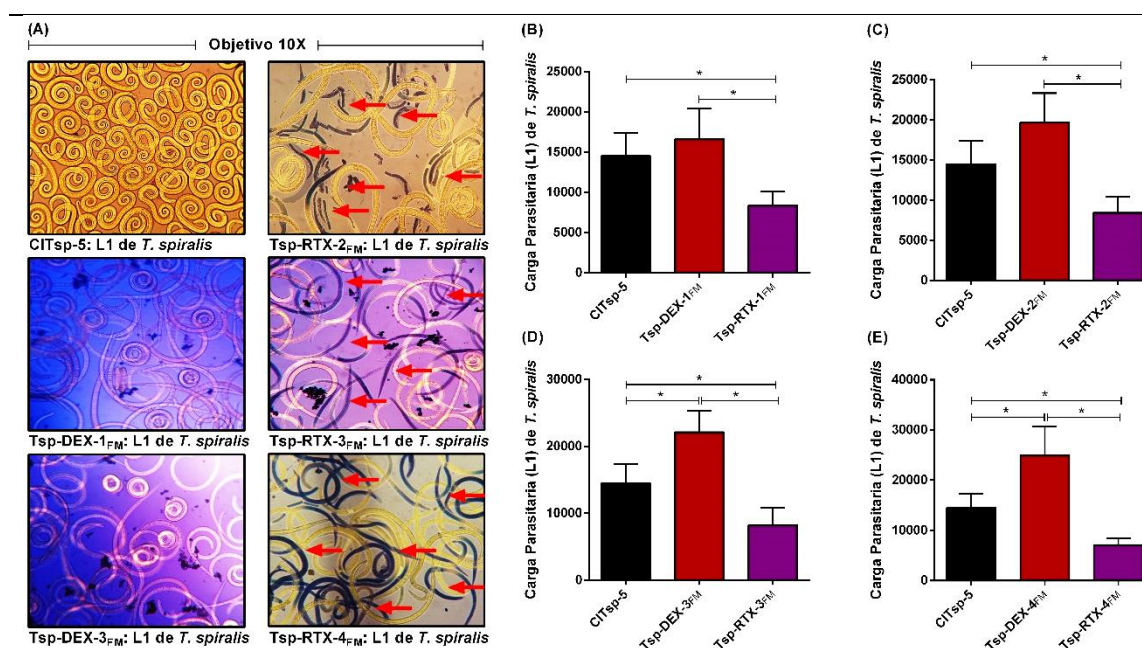 (A)
Objetivo 10X
CITsp-5: L1 de T. spiralis
Tsp-RTX-2FM: L1 de T. spiralis
Tsp-DEX-1FM: L1 de T. spiralis
Tsp-RTX-3FM: L1 de T. spiralis
Tsp-DEX-3FM: L1 de T. spiralis
Tsp-RTX-4FM: L1 de T. spiralis
(B)
Carga Parasitaria (L1) de T. spiralis
25000
20000
15000
10000
5000
0
*
*
CITsp-5
Tsp-DEX-1FM
Tsp-RTX-1FM
(C)
Carga Parasitaria (L1) de T. spiralis
25000
20000
15000
10000
5000
0
*
*
CITsp-5
Tsp-DEX-2FM
Tsp-RTX-2FM
(D)
Carga Parasitaria (L1) de T. spiralis
30000
20000
10000
0
*
*
*
CITsp-5
Tsp-DEX-3FM
Tsp-RTX-3FM
(E)
Carga Parasitaria (L1) de T. spiralis
40000
30000
20000
10000
0
*
*
*
CITsp-5
Tsp-DEX-4FM
Tsp-RTX-4FM